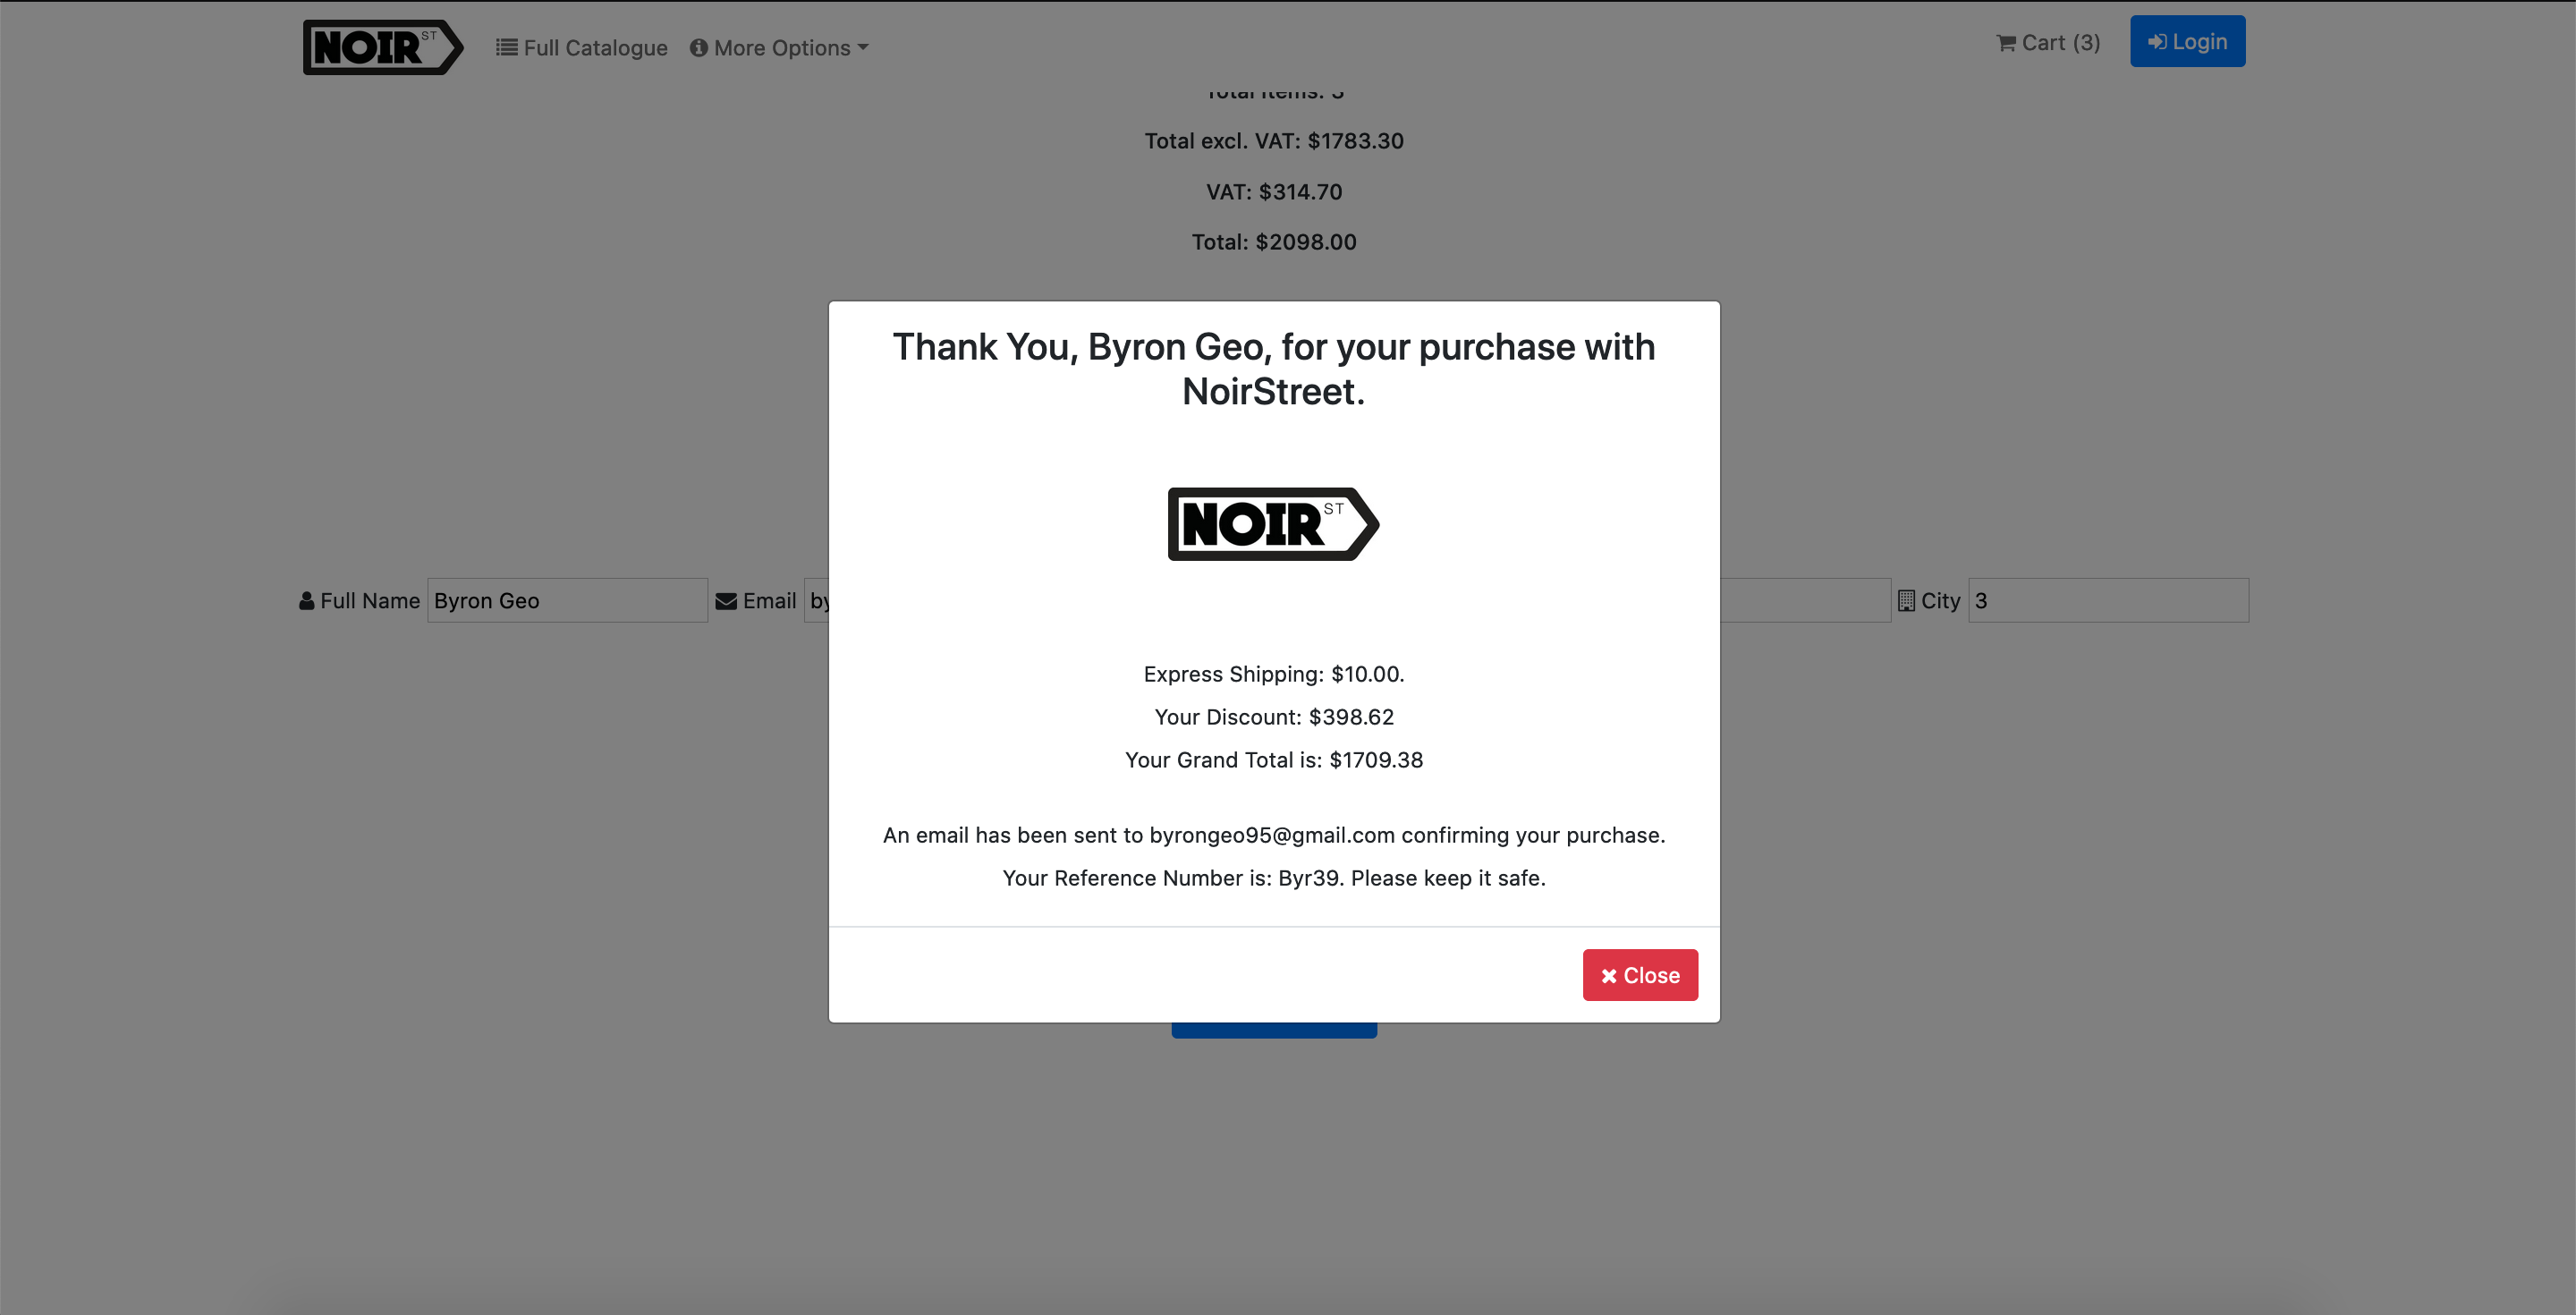 NOIR ST
Full Catalogue
More Options
Cart (3)
Login
Total Items: 3
Total excl. VAT: $1783.30
VAT: $314.70
Total: $2098.00
Thank You, Byron Geo, for your purchase with
NoirStreet.
NOIR ST
Full Name Byron Geo Email by City 3
Express Shipping: $10.00.
Your Discount: $398.62
Your Grand Total is: $1709.38
An email has been sent to byrongeo95@gmail.com confirming your purchase.
Your Reference Number is: Byr39. Please keep it safe.
Close